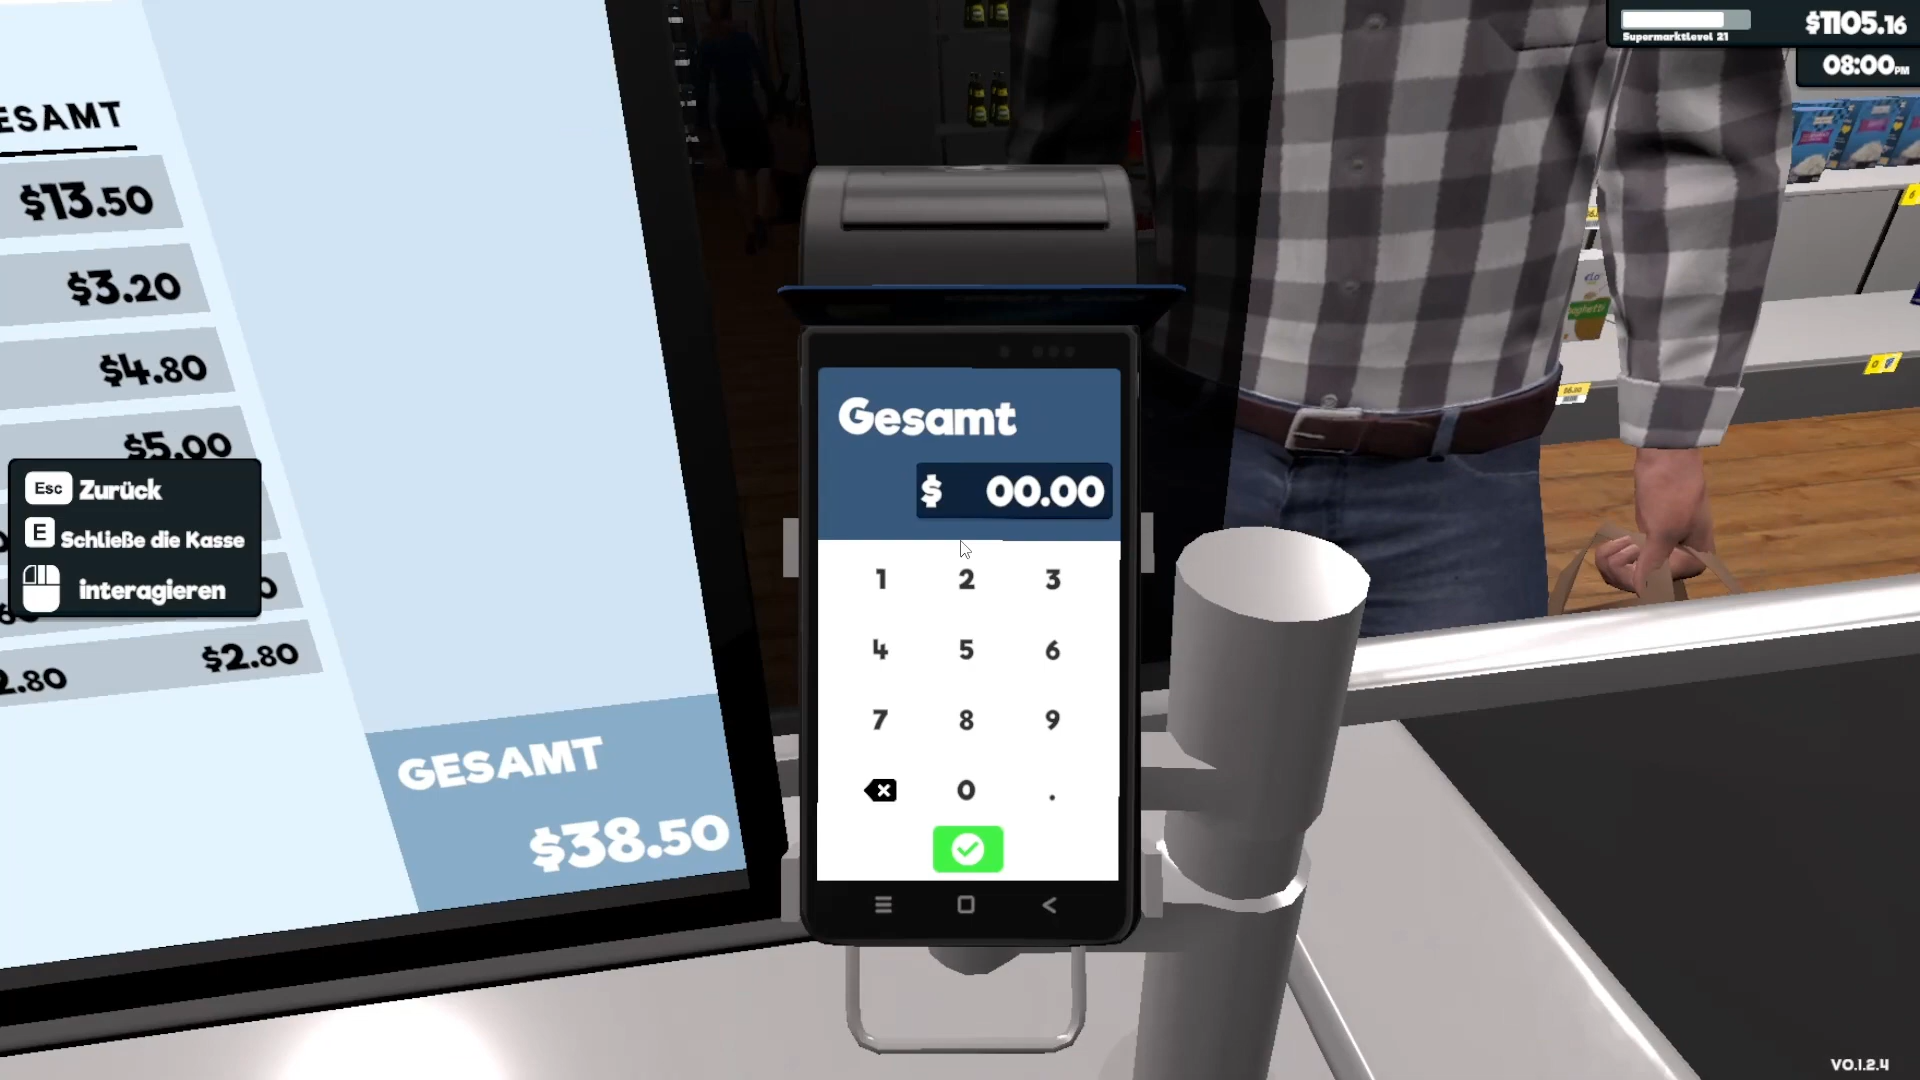 $1105.16
Supermarktlevel 21
08:00PM
ESAMT
$13.50
$3.20
$4.80
$5.00
Esc Zurück
E Schließe die Kasse
interagieren
2.80 $2.80
GESAMT
$38.50
Gesamt
$ 00.00
1 2 3
4 5 6
7 8 9
0 .
V0.1.2.4